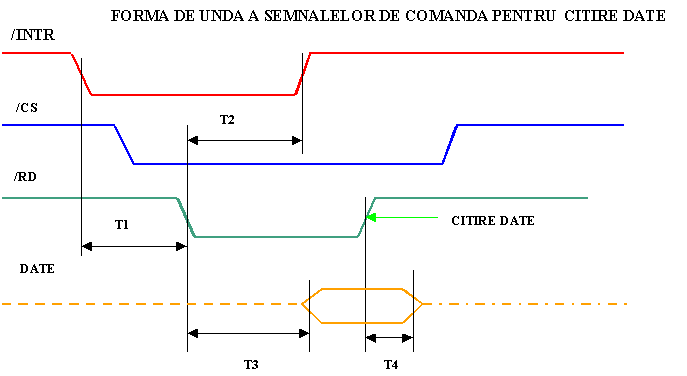 FORMA DE UNDA A SEMNALELOR DE COMANDA PENTRU CITIRE DATE
/INTR
/CS
T2
/RD
T1
CITIRE DATE
DATE
T3
T4